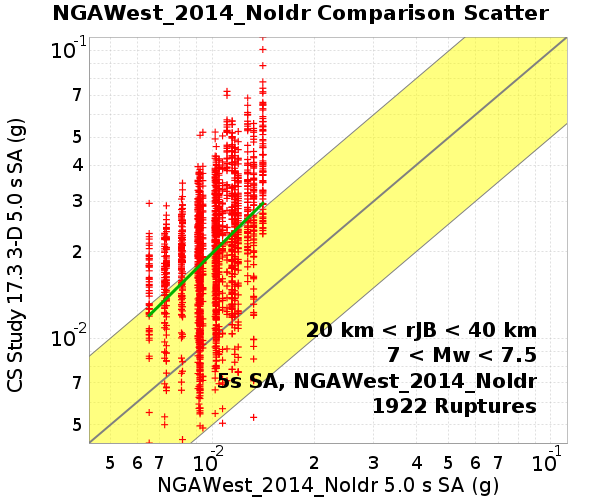 NGAWest_2014_NoIdr Comparison Scatter
CS Study 17.3 3-D 5.0 s SA (g)
10-1
7
5
4
3
2
10-2
7
5
20 km < rJB < 40 km
7 < Mw < 7.5
5s SA, NGAWest_2014_NoIdr
1922 Ruptures
5 6 7 10-2 2 3 4 5 6 7 10-1
NGAWest_2014_NoIdr 5.0 s SA (g)